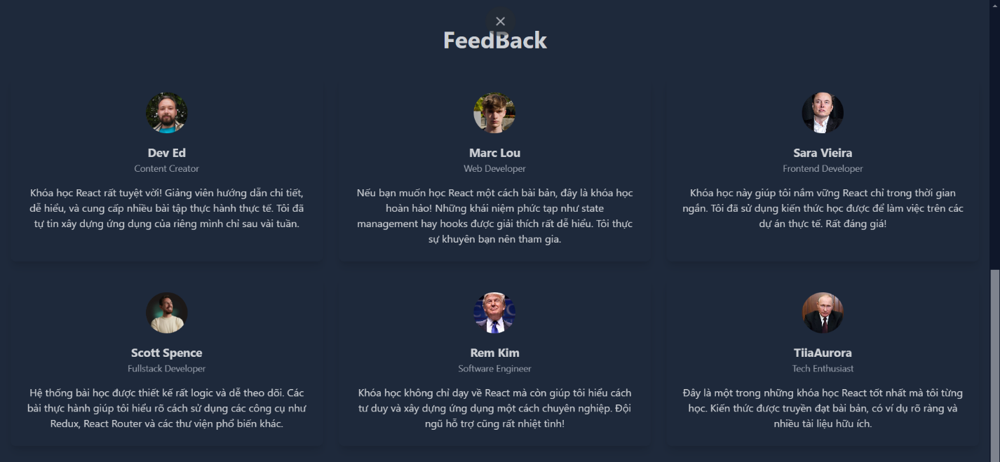 FeedBack
Dev Ed
Content Creator
Khóa học React rất tuyệt vời! Giảng viên hướng dẫn chi tiết,
dễ hiểu, và cung cấp nhiều bài tập thực hành thực tế. Tôi đã
tự tin xây dựng ứng dụng của riêng mình chỉ sau vài tuần.
Marc Lou
Web Developer
Nếu bạn muốn học React một cách bài bản, đây là khóa học
hoàn hảo! Những khái niệm phức tạp như state
management hay hooks được giải thích rất dễ hiểu. Tôi thực
sự khuyên bạn nên tham gia.
Sara Vieira
Frontend Developer
Khóa học này giúp tôi nắm vững React chỉ trong thời gian
ngắn. Tôi đã sử dụng kiến thức học được để làm việc trên các
dự án thực tế. Rất đáng giá!
Scott Spence
Fullstack Developer
Hệ thống bài học được thiết kế rất logic và dễ theo dõi. Các
bài thực hành giúp tôi hiểu rõ cách sử dụng các công cụ như
Redux, React Router và các thư viện phổ biến khác.
Rem Kim
Software Engineer
Khóa học không chỉ dạy về React mà còn giúp tôi hiểu cách
tư duy và xây dựng ứng dụng một cách chuyên nghiệp. Đội
ngũ hỗ trợ cũng rất nhiệt tình!
TiiaAurora
Tech Enthusiast
Đây là một trong những khóa học React tốt nhất mà tôi từng
học. Kiến thức được truyền đạt bài bản, có ví dụ rõ ràng và
nhiều tài liệu hữu ích.